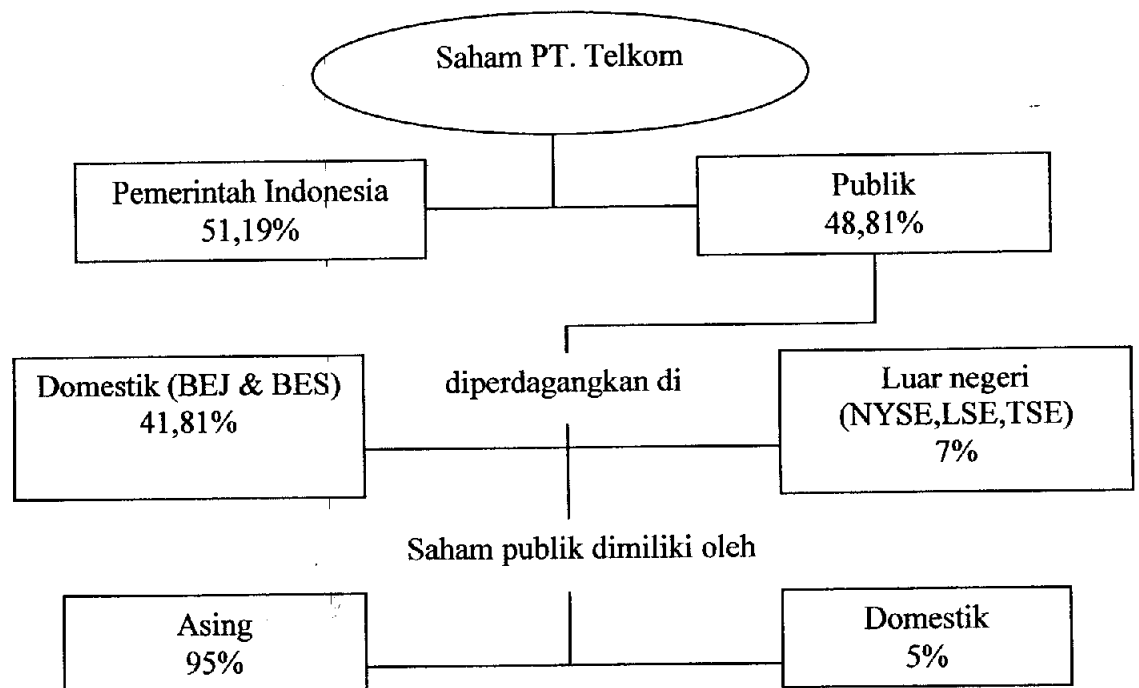 Saham PT. Telkom
Pemerintah Indonesia
51,19%
Publik
48,81%
Domestik (BEJ & BES)
41,81%
diperdagangkan di
Luar negeri
(NYSE,LSE,TSE)
7%
Saham publik dimiliki oleh
Asing
95%
Domestik
5%